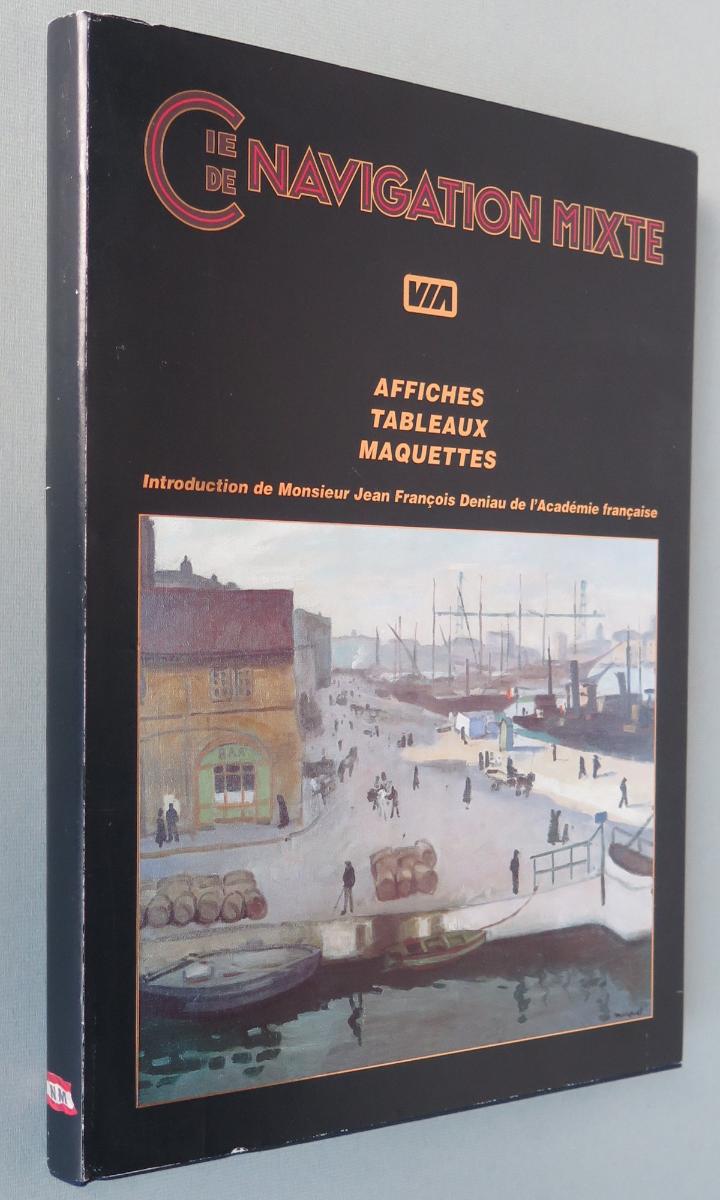 Cie DE NAVIGATION MIXTE
VIA
AFFICHES
TABLEAUX
MAQUETTES
Introduction de Monsieur Jean François Deniau de l'Académie française
BAR
NM